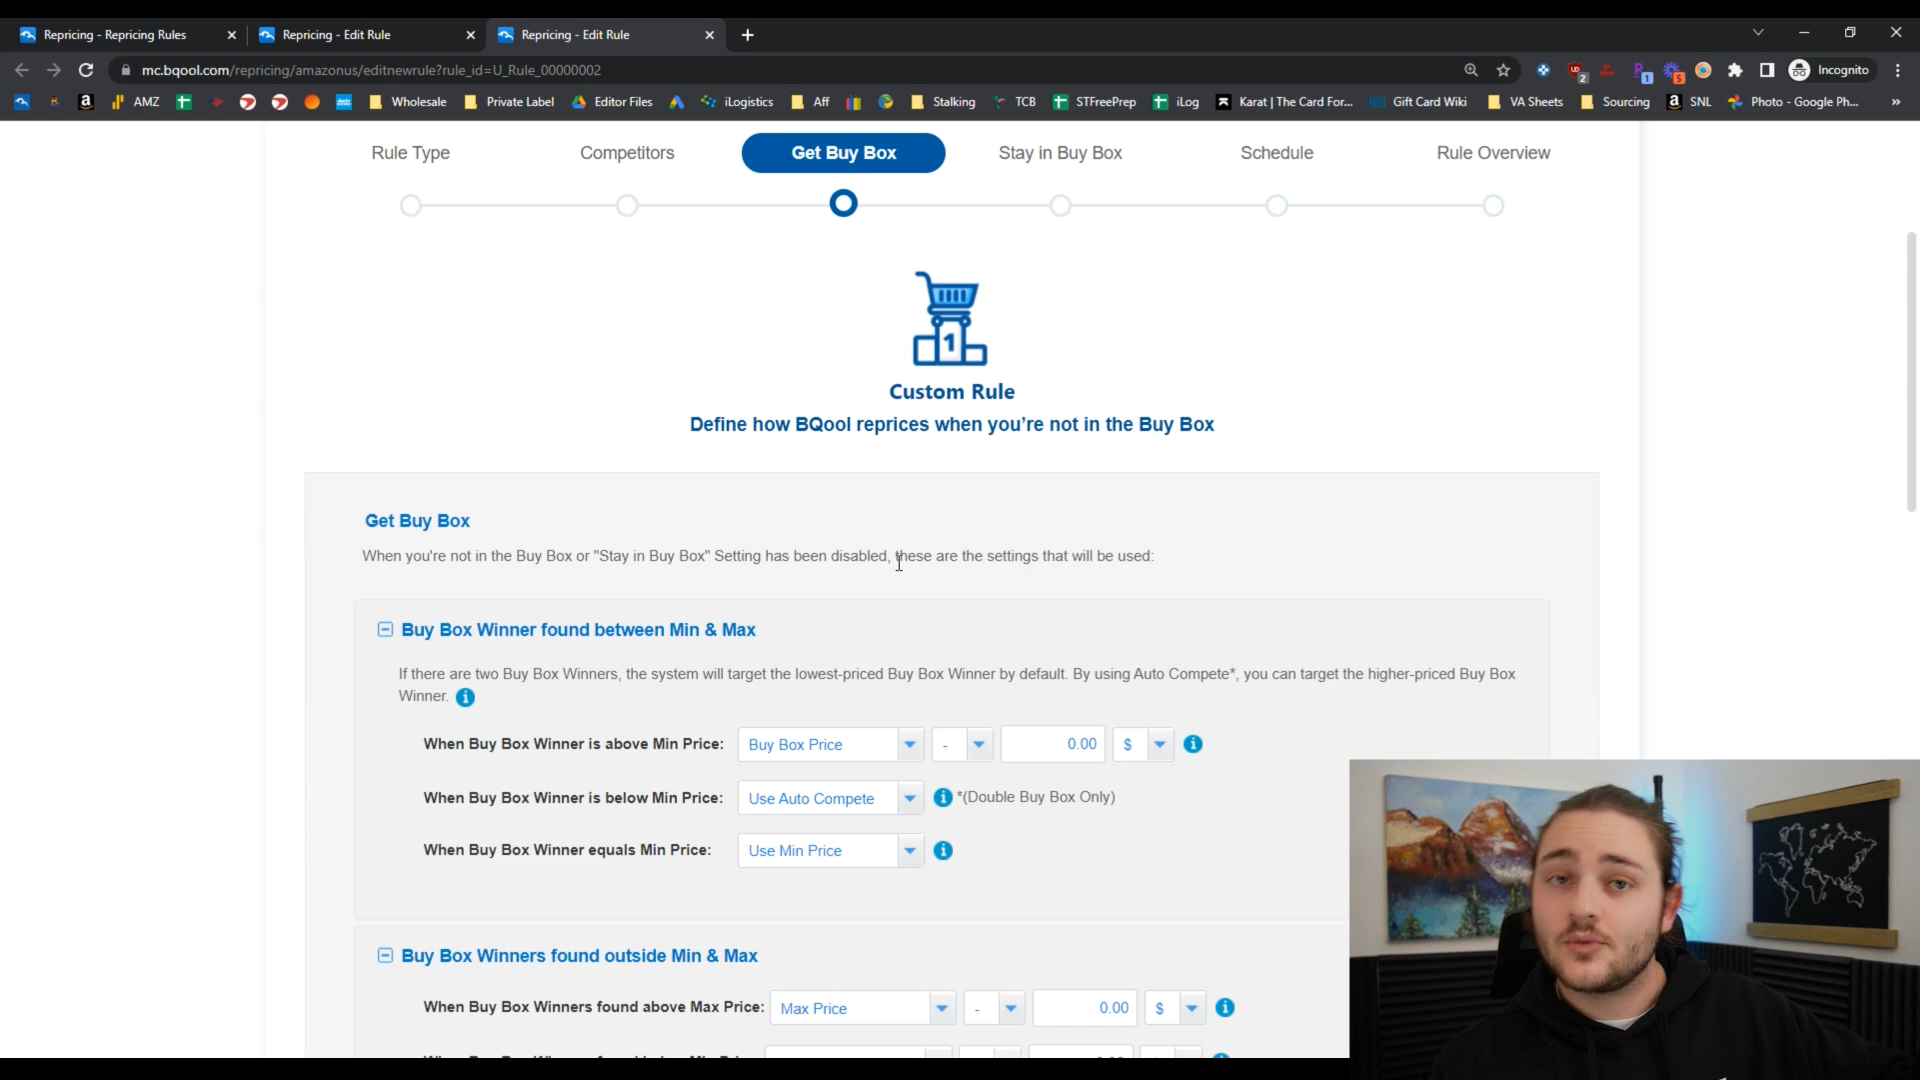 Repricing - Repricing Rules
Repricing - Edit Rule
Repricing - Edit Rule
mc.bqool.com/repricing/amazonus/editnewrule?rule_id=U_Rule_00000002
UD
2
1
5
Incognito
AMZ
Wholesale
Private Label
Editor Files
iLogistics
Aff
Stalking
TCB
STFreePrep
iLog
Karat | The Card For...
Gift Card Wiki
VA Sheets
Sourcing
SNL
Photo - Google Ph...
Rule Type
Competitors
Get Buy Box
Stay in Buy Box
Schedule
Rule Overview
1
Custom Rule
Define how BQool reprices when you're not in the Buy Box
Get Buy Box
When you're not in the Buy Box or "Stay in Buy Box" Setting has been disabled, these are the settings that will be used:
Buy Box Winner found between Min & Max
If there are two Buy Box Winners, the system will target the lowest-priced Buy Box Winner by default. By using Auto Compete*, you can target the higher-priced Buy Box
Winner.
When Buy Box Winner is above Min Price: Buy Box Price - 0.00 $
When Buy Box Winner is below Min Price: Use Auto Compete *(Double Buy Box Only)
When Buy Box Winner equals Min Price: Use Min Price
Buy Box Winners found outside Min & Max
When Buy Box Winners found above Max Price: Max Price - 0.00 $